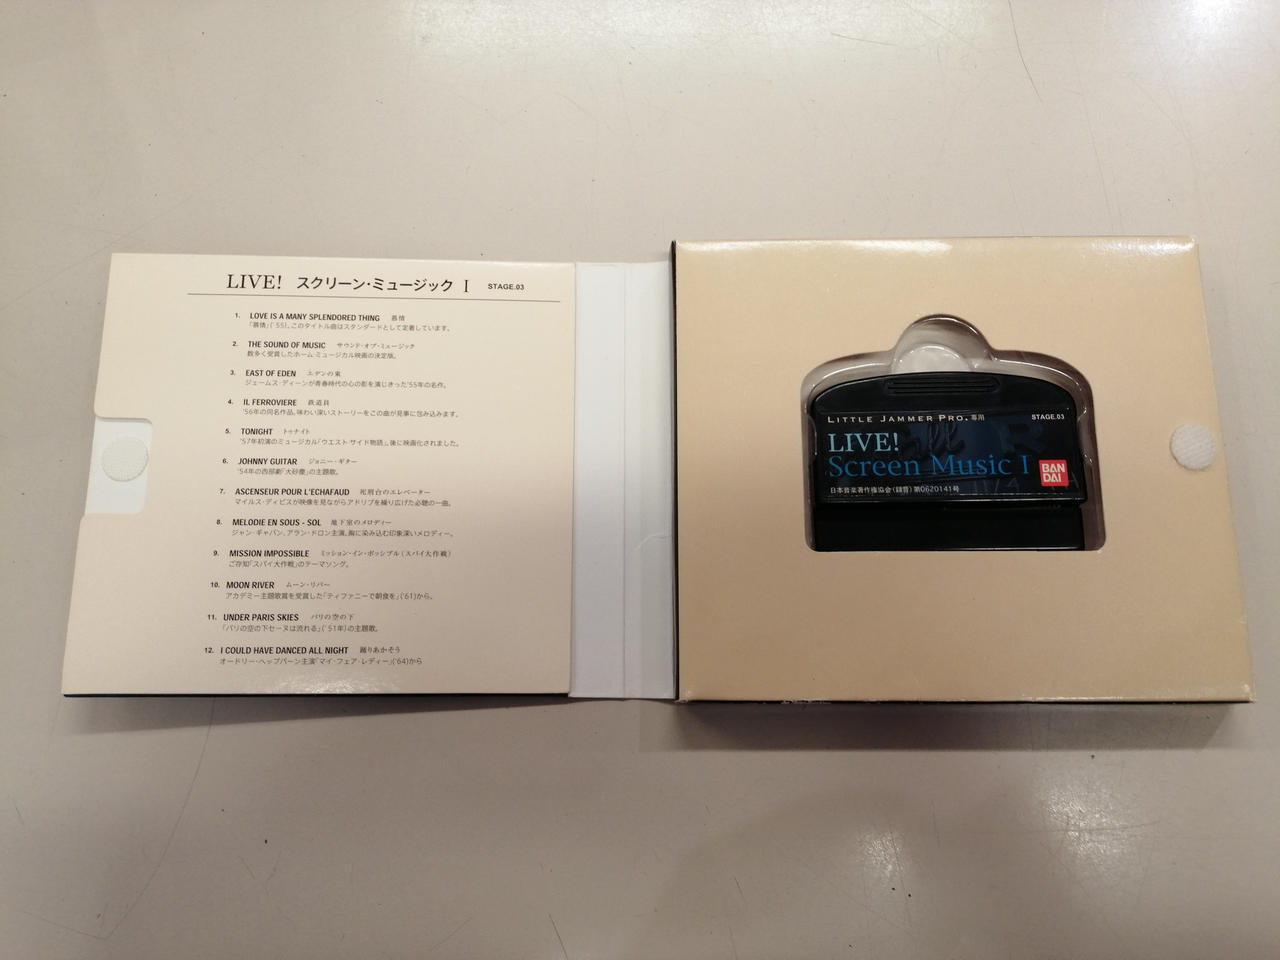 LIVE! スクリーン・ミュージック I STAGE.03
1. LOVE IS A MANY SPLENDORED THING 慕情
「慕情」('55)。このタイトル曲はスタンダードとして定着しています。
2. THE SOUND OF MUSIC サウンド・オブ・ミュージック
数多く受賞したホーム・ミュージカル映画の決定版。
3. EAST OF EDEN エデンの東
ジェームス・ディーンが青春時代の心の影を演じきった'55年の名作。
4. IL FERROVIERE 鉄道員
'56年の同名作品。味わい深いストーリーをこの曲が見事に包み込みます。
5. TONIGHT トゥナイト
'57年初演のミュージカル「ウエスト・サイド物語」。後に映画化されました。
6. JOHNNY GUITAR ジョニー・ギター
'54年の西部劇「大砂塵」の主題歌。
7. ASCENSEUR POUR L'ECHAFAUD 死刑台のエレベーター
マイルス・デイビスが映像を見ながらアドリブを繰り広げた必聴の一曲。
8. MELODIE EN SOUS - SOL 地下室のメロディー
ジャン・ギャバン、アラン・ドロン主演。胸に染み込む印象深いメロディー。
9. MISSION IMPOSSIBLE ミッション・イン・ポッシブル(スパイ大作戦)
ご存知「スパイ大作戦」のテーマソング。
10. MOON RIVER ムーン・リバー
アカデミー主題歌賞を受賞した「ティファニーで朝食を」('61)から。
11. UNDER PARIS SKIES パリの空の下
「パリの空の下セーヌは流れる」('51年)の主題歌。
12. I COULD HAVE DANCED ALL NIGHT 踊りあかそう
オードリー・ヘップバーン主演「マイ・フェア・レディー」('64)から
LITTLE JAMMER PRO. 専用 STAGE.03
LIVE!
Screen Music I
BAN
DAI
日本音楽著作権協会(録音)第0620141号